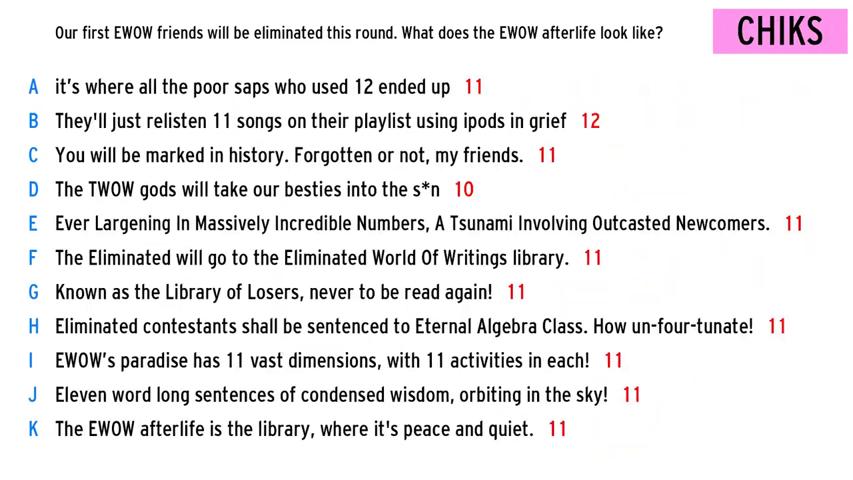 Our first EWOW friends will be eliminated this round. What does the EWOW afterlife look like?
CHIKS
A it's where all the poor saps who used 12 ended up 11
B They'll just relisten 11 songs on their playlist using ipods in grief 12
C You will be marked in history. Forgotten or not, my friends. 11
D The TWOW gods will take our besties into the s*n 10
E Ever Largening In Massively Incredible Numbers, A Tsunami Involving Outcasted Newcomers. 11
F The Eliminated will go to the Eliminated World Of Writings library. 11
G Known as the Library of Losers, never to be read again! 11
H Eliminated contestants shall be sentenced to Eternal Algebra Class. How un-four-tunate! 11
I EWOW's paradise has 11 vast dimensions, with 11 activities in each! 11
J Eleven word long sentences of condensed wisdom, orbiting in the sky! 11
K The EWOW afterlife is the library, where it's peace and quiet. 11